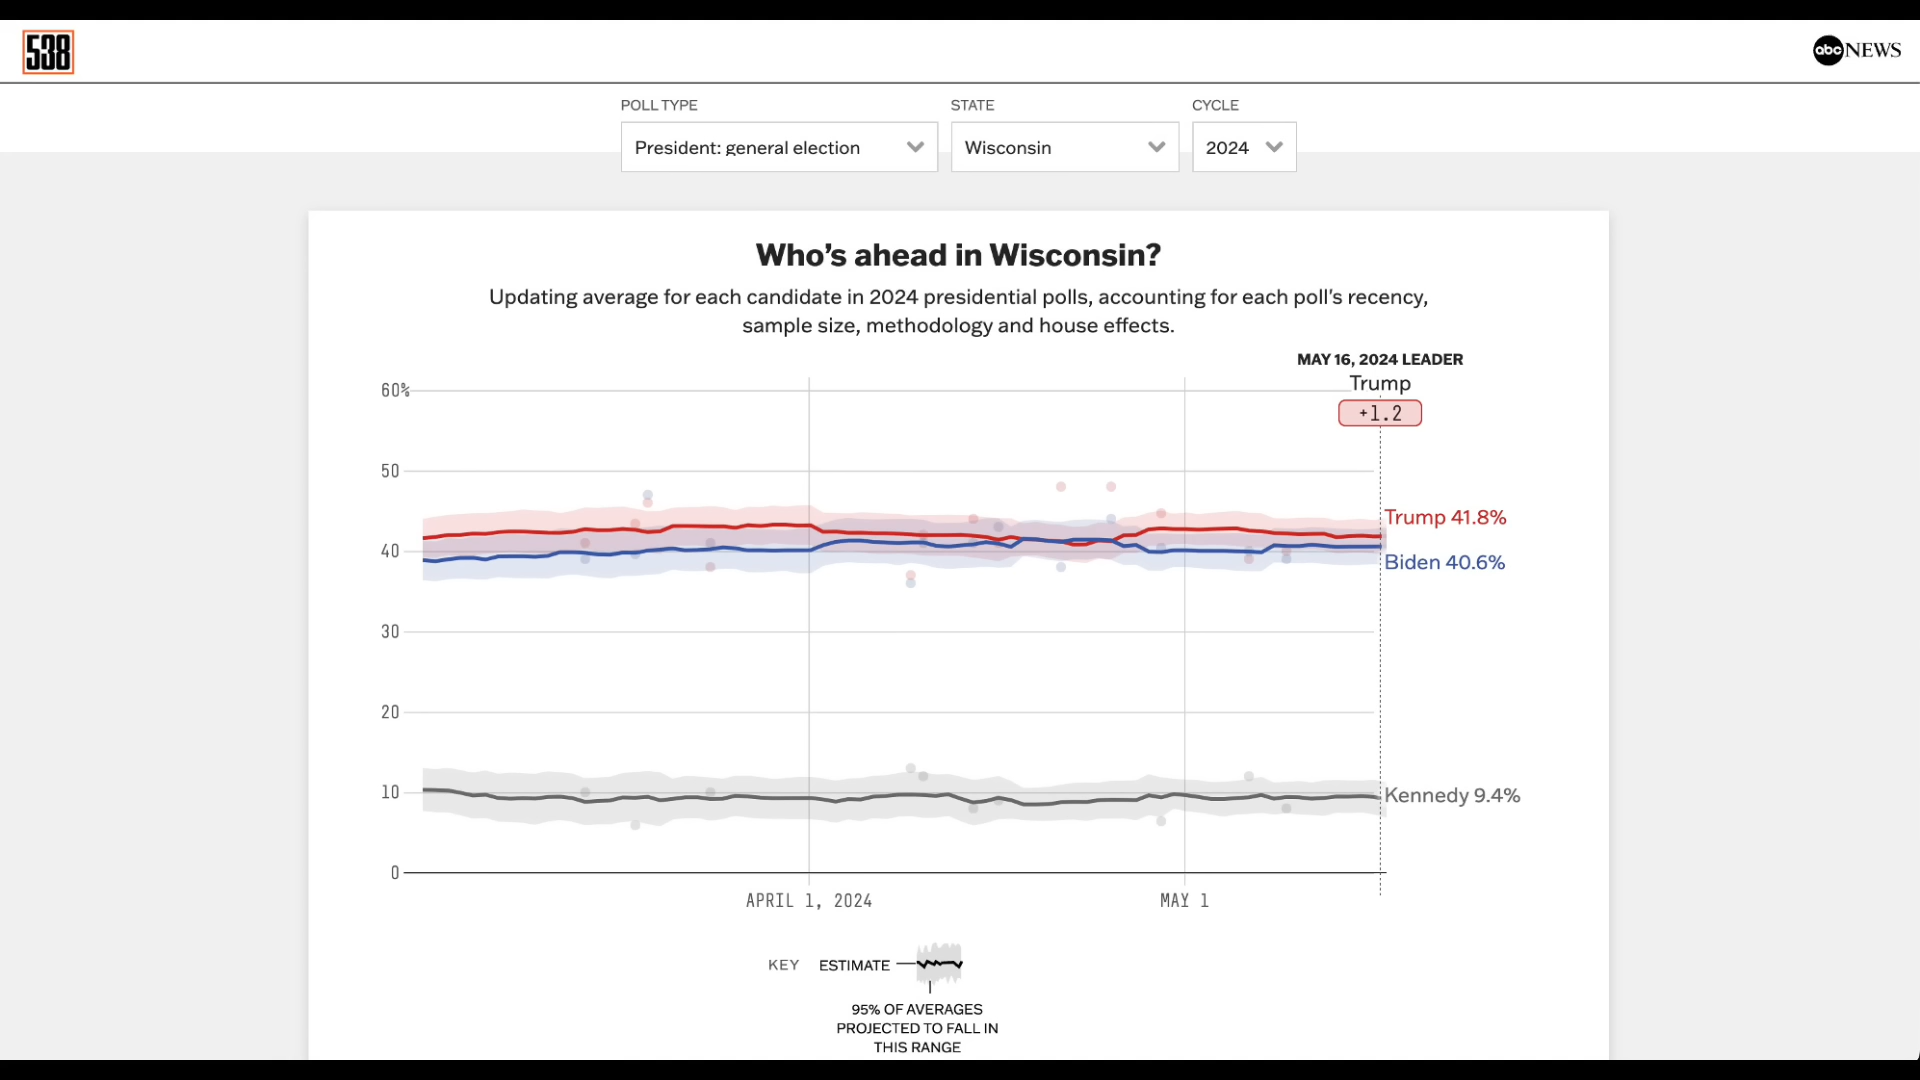 538
abc NEWS
POLL TYPE
STATE
CYCLE
President: general election
Wisconsin
2024
Who's ahead in Wisconsin?
Updating average for each candidate in 2024 presidential polls, accounting for each poll's recency,
sample size, methodology and house effects.
MAY 16, 2024 LEADER
Trump
+1.2
60%
50
40
30
20
10
0
Trump 41.8%
Biden 40.6%
Kennedy 9.4%
APRIL 1, 2024
MAY 1
KEY
ESTIMATE
95% OF AVERAGES
PROJECTED TO FALL IN
THIS RANGE